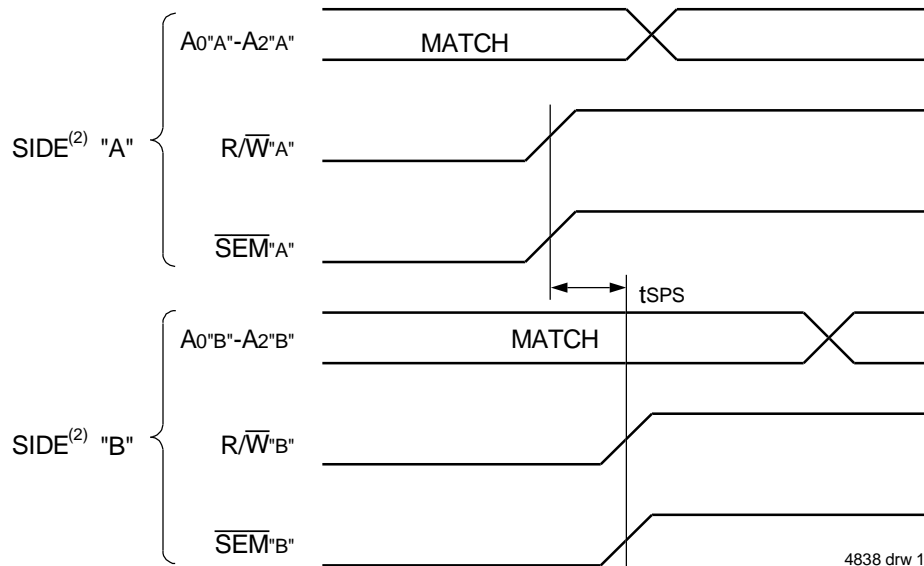 A0"A"-A2"A"
MATCH
SIDE(2) "A"
R/W"A"
SEM"A"
tSPS
A0"B"-A2"B"
MATCH
SIDE(2) "B"
R/W"B"
SEM"B"
4838 drw 1